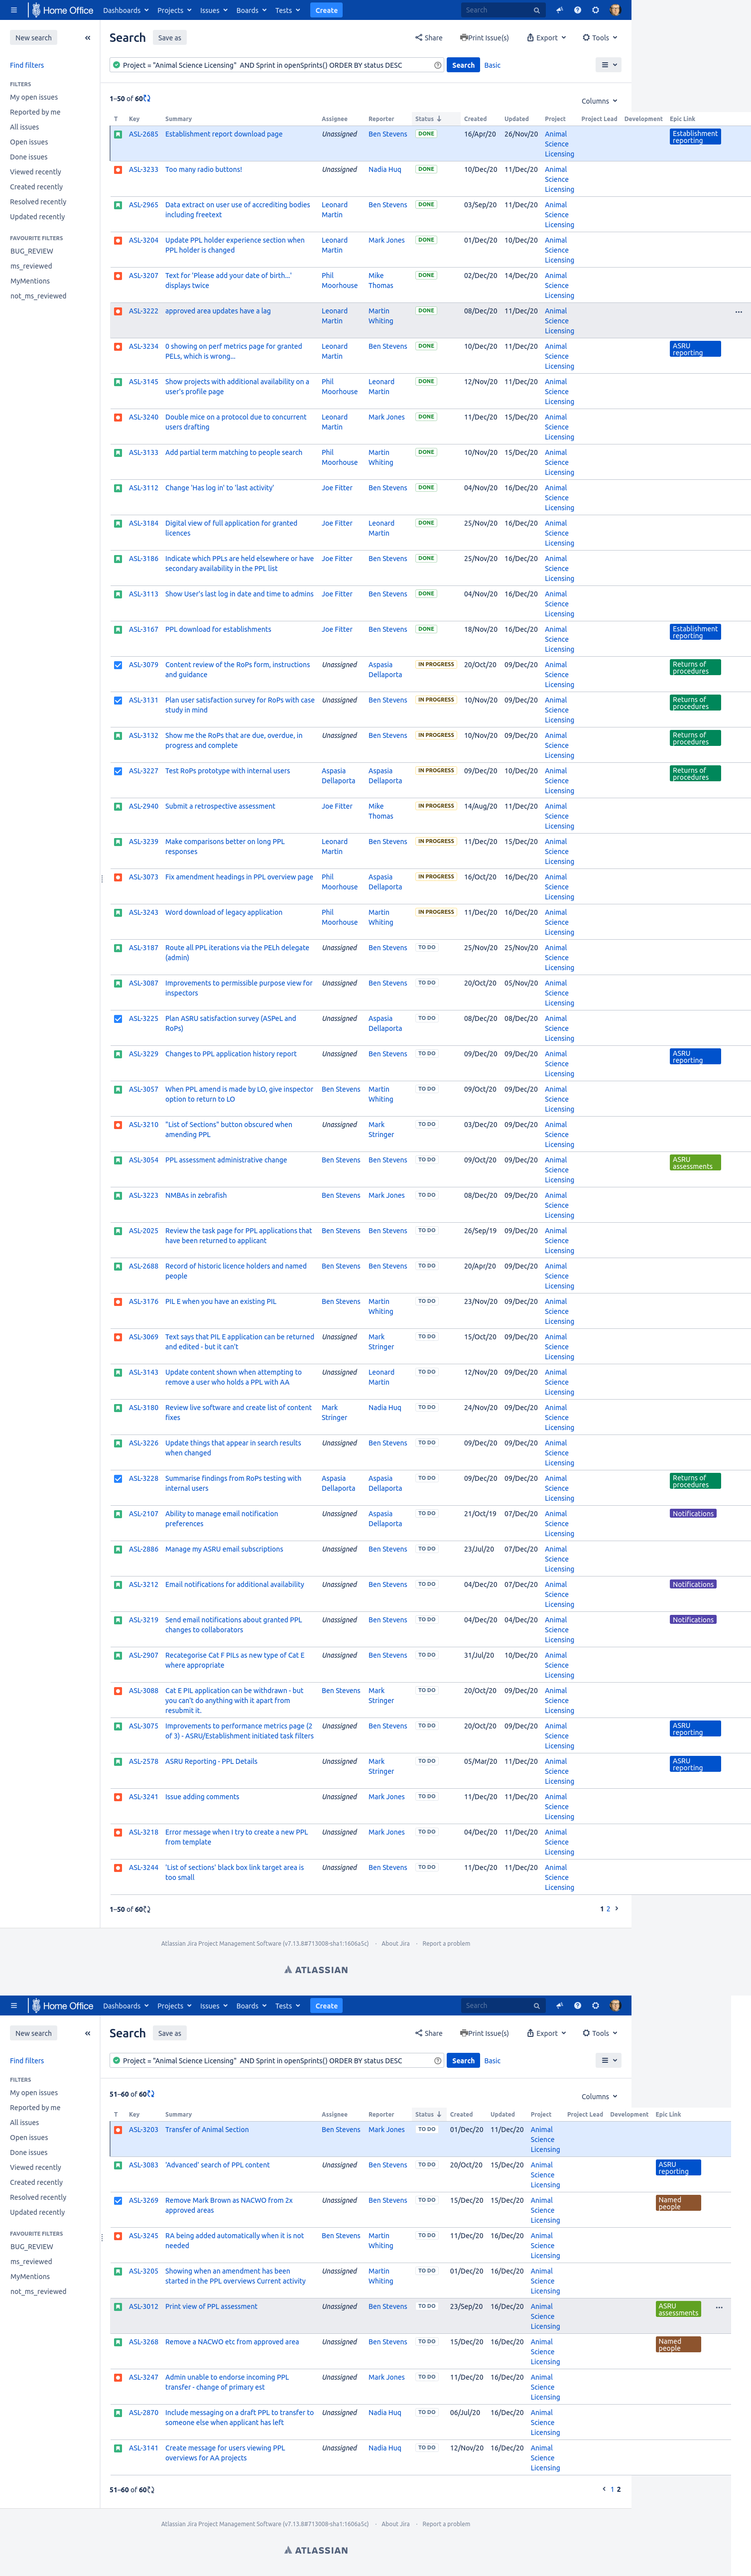 Home Office Dashboards Projects Issues Boards Tests Create Search
New search
Find filters
FILTERS
My open issues
Reported by me
All issues
Open issues
Done issues
Viewed recently
Created recently
Resolved recently
Updated recently
FAVOURITE FILTERS
BUG_REVIEW
ms_reviewed
MyMentions
not_ms_reviewed
Search Save as Share Print Issue(s) Export Tools
Project = "Animal Science Licensing" AND Sprint in openSprints() ORDER BY status DESC Search Basic
1–50 of 60 Columns
T Key Summary Assignee Reporter Status Created Updated Project Project Lead Development Epic Link
ASL-2685 Establishment report download page Unassigned Ben Stevens DONE 16/Apr/20 26/Nov/20 Animal Science Licensing Establishment reporting
ASL-3233 Too many radio buttons! Unassigned Nadia Huq DONE 10/Dec/20 11/Dec/20 Animal Science Licensing
ASL-2965 Data extract on user use of accrediting bodies including freetext Leonard Martin Ben Stevens DONE 03/Sep/20 11/Dec/20 Animal Science Licensing
ASL-3204 Update PPL holder experience section when PPL holder is changed Leonard Martin Mark Jones DONE 01/Dec/20 10/Dec/20 Animal Science Licensing
ASL-3207 Text for 'Please add your date of birth...' displays twice Phil Moorhouse Mike Thomas DONE 02/Dec/20 14/Dec/20 Animal Science Licensing
ASL-3222 approved area updates have a lag Leonard Martin Martin Whiting DONE 08/Dec/20 11/Dec/20 Animal Science Licensing
ASL-3234 0 showing on perf metrics page for granted PELs, which is wrong... Leonard Martin Ben Stevens DONE 10/Dec/20 11/Dec/20 Animal Science Licensing ASRU reporting
ASL-3145 Show projects with additional availability on a user's profile page Phil Moorhouse Leonard Martin DONE 12/Nov/20 11/Dec/20 Animal Science Licensing
ASL-3240 Double mice on a protocol due to concurrent users drafting Leonard Martin Mark Jones DONE 11/Dec/20 15/Dec/20 Animal Science Licensing
ASL-3133 Add partial term matching to people search Phil Moorhouse Martin Whiting DONE 10/Nov/20 15/Dec/20 Animal Science Licensing
ASL-3112 Change 'Has log in' to 'last activity' Joe Fitter Ben Stevens DONE 04/Nov/20 16/Dec/20 Animal Science Licensing
ASL-3184 Digital view of full application for granted licences Joe Fitter Leonard Martin DONE 25/Nov/20 16/Dec/20 Animal Science Licensing
ASL-3186 Indicate which PPLs are held elsewhere or have secondary availability in the PPL list Joe Fitter Ben Stevens DONE 25/Nov/20 16/Dec/20 Animal Science Licensing
ASL-3113 Show User's last log in date and time to admins Joe Fitter Ben Stevens DONE 04/Nov/20 16/Dec/20 Animal Science Licensing
ASL-3167 PPL download for establishments Joe Fitter Ben Stevens DONE 18/Nov/20 16/Dec/20 Animal Science Licensing Establishment reporting
ASL-3079 Content review of the RoPs form, instructions and guidance Unassigned Aspasia Dellaporta IN PROGRESS 20/Oct/20 09/Dec/20 Animal Science Licensing Returns of procedures
ASL-3131 Plan user satisfaction survey for RoPs with case study in mind Unassigned Ben Stevens IN PROGRESS 10/Nov/20 09/Dec/20 Animal Science Licensing Returns of procedures
ASL-3132 Show me the RoPs that are due, overdue, in progress and complete Unassigned Ben Stevens IN PROGRESS 10/Nov/20 09/Dec/20 Animal Science Licensing Returns of procedures
ASL-3227 Test RoPs prototype with internal users Aspasia Dellaporta Aspasia Dellaporta IN PROGRESS 09/Dec/20 10/Dec/20 Animal Science Licensing Returns of procedures
ASL-2940 Submit a retrospective assessment Joe Fitter Mike Thomas IN PROGRESS 14/Aug/20 11/Dec/20 Animal Science Licensing
ASL-3239 Make comparisons better on long PPL responses Leonard Martin Ben Stevens IN PROGRESS 11/Dec/20 15/Dec/20 Animal Science Licensing
ASL-3073 Fix amendment headings in PPL overview page Phil Moorhouse Aspasia Dellaporta IN PROGRESS 16/Oct/20 16/Dec/20 Animal Science Licensing
ASL-3243 Word download of legacy application Phil Moorhouse Martin Whiting IN PROGRESS 11/Dec/20 16/Dec/20 Animal Science Licensing
ASL-3187 Route all PPL iterations via the PELh delegate (admin) Unassigned Ben Stevens TO DO 25/Nov/20 25/Nov/20 Animal Science Licensing
ASL-3087 Improvements to permissible purpose view for inspectors Unassigned Ben Stevens TO DO 20/Oct/20 05/Nov/20 Animal Science Licensing
ASL-3225 Plan ASRU satisfaction survey (ASPeL and RoPs) Unassigned Aspasia Dellaporta TO DO 08/Dec/20 08/Dec/20 Animal Science Licensing
ASL-3229 Changes to PPL application history report Unassigned Ben Stevens TO DO 09/Dec/20 09/Dec/20 Animal Science Licensing ASRU reporting
ASL-3057 When PPL amend is made by LO, give inspector option to return to LO Ben Stevens Martin Whiting TO DO 09/Oct/20 09/Dec/20 Animal Science Licensing
ASL-3210 "List of Sections" button obscured when amending PPL Unassigned Mark Stringer TO DO 03/Dec/20 09/Dec/20 Animal Science Licensing
ASL-3054 PPL assessment administrative change Ben Stevens Ben Stevens TO DO 09/Oct/20 09/Dec/20 Animal Science Licensing ASRU assessments
ASL-3223 NMBAs in zebrafish Ben Stevens Mark Jones TO DO 08/Dec/20 09/Dec/20 Animal Science Licensing
ASL-2025 Review the task page for PPL applications that have been returned to applicant Ben Stevens Ben Stevens TO DO 26/Sep/19 09/Dec/20 Animal Science Licensing
ASL-2688 Record of historic licence holders and named people Ben Stevens Ben Stevens TO DO 20/Apr/20 09/Dec/20 Animal Science Licensing
ASL-3176 PIL E when you have an existing PIL Ben Stevens Martin Whiting TO DO 23/Nov/20 09/Dec/20 Animal Science Licensing
ASL-3069 Text says that PIL E application can be returned and edited - but it can't Unassigned Mark Stringer TO DO 15/Oct/20 09/Dec/20 Animal Science Licensing
ASL-3143 Update content shown when attempting to remove a user who holds a PPL with AA Unassigned Leonard Martin TO DO 12/Nov/20 09/Dec/20 Animal Science Licensing
ASL-3180 Review live software and create list of content fixes Mark Stringer Nadia Huq TO DO 24/Nov/20 09/Dec/20 Animal Science Licensing
ASL-3226 Update things that appear in search results when changed Unassigned Ben Stevens TO DO 09/Dec/20 09/Dec/20 Animal Science Licensing
ASL-3228 Summarise findings from RoPs testing with internal users Aspasia Dellaporta Aspasia Dellaporta TO DO 09/Dec/20 09/Dec/20 Animal Science Licensing Returns of procedures
ASL-2107 Ability to manage email notification preferences Unassigned Aspasia Dellaporta TO DO 21/Oct/19 07/Dec/20 Animal Science Licensing Notifications
ASL-2886 Manage my ASRU email subscriptions Unassigned Ben Stevens TO DO 23/Jul/20 07/Dec/20 Animal Science Licensing
ASL-3212 Email notifications for additional availability Unassigned Ben Stevens TO DO 04/Dec/20 07/Dec/20 Animal Science Licensing Notifications
ASL-3219 Send email notifications about granted PPL changes to collaborators Unassigned Ben Stevens TO DO 04/Dec/20 04/Dec/20 Animal Science Licensing Notifications
ASL-2907 Recategorise Cat F PILs as new type of Cat E where appropriate Unassigned Ben Stevens TO DO 31/Jul/20 10/Dec/20 Animal Science Licensing
ASL-3088 Cat E PIL application can be withdrawn - but you can't do anything with it apart from resubmit it. Ben Stevens Mark Stringer TO DO 20/Oct/20 09/Dec/20 Animal Science Licensing
ASL-3075 Improvements to performance metrics page (2 of 3) - ASRU/Establishment initiated task filters Unassigned Ben Stevens TO DO 20/Oct/20 09/Dec/20 Animal Science Licensing ASRU reporting
ASL-2578 ASRU Reporting - PPL Details Unassigned Mark Stringer TO DO 05/Mar/20 11/Dec/20 Animal Science Licensing ASRU reporting
ASL-3241 Issue adding comments Unassigned Mark Jones TO DO 11/Dec/20 11/Dec/20 Animal Science Licensing
ASL-3218 Error message when I try to create a new PPL from template Unassigned Mark Jones TO DO 04/Dec/20 11/Dec/20 Animal Science Licensing
ASL-3244 'List of sections' black box link target area is too small Unassigned Ben Stevens TO DO 11/Dec/20 11/Dec/20 Animal Science Licensing
1–50 of 60 1 2
Atlassian Jira Project Management Software (v7.13.8#713008-sha1:1606a5c) · About Jira · Report a problem
ATLASSIAN
Home Office Dashboards Projects Issues Boards Tests Create Search
New search
Find filters
FILTERS
My open issues
Reported by me
All issues
Open issues
Done issues
Viewed recently
Created recently
Resolved recently
Updated recently
FAVOURITE FILTERS
BUG_REVIEW
ms_reviewed
MyMentions
not_ms_reviewed
Search Save as Share Print Issue(s) Export Tools
Project = "Animal Science Licensing" AND Sprint in openSprints() ORDER BY status DESC Search Basic
51–60 of 60 Columns
T Key Summary Assignee Reporter Status Created Updated Project Project Lead Development Epic Link
ASL-3203 Transfer of Animal Section Ben Stevens Mark Jones TO DO 01/Dec/20 11/Dec/20 Animal Science Licensing
ASL-3083 'Advanced' search of PPL content Unassigned Ben Stevens TO DO 20/Oct/20 15/Dec/20 Animal Science Licensing ASRU reporting
ASL-3269 Remove Mark Brown as NACWO from 2x approved areas Unassigned Ben Stevens TO DO 15/Dec/20 15/Dec/20 Animal Science Licensing Named people
ASL-3245 RA being added automatically when it is not needed Ben Stevens Martin Whiting TO DO 11/Dec/20 16/Dec/20 Animal Science Licensing
ASL-3205 Showing when an amendment has been started in the PPL overviews Current activity Unassigned Martin Whiting TO DO 01/Dec/20 16/Dec/20 Animal Science Licensing
ASL-3012 Print view of PPL assessment Unassigned Ben Stevens TO DO 23/Sep/20 16/Dec/20 Animal Science Licensing ASRU assessments
ASL-3268 Remove a NACWO etc from approved area Unassigned Ben Stevens TO DO 15/Dec/20 16/Dec/20 Animal Science Licensing Named people
ASL-3247 Admin unable to endorse incoming PPL transfer - change of primary est Unassigned Mark Jones TO DO 11/Dec/20 16/Dec/20 Animal Science Licensing
ASL-2870 Include messaging on a draft PPL to transfer to someone else when applicant has left Unassigned Nadia Huq TO DO 06/Jul/20 16/Dec/20 Animal Science Licensing
ASL-3141 Create message for users viewing PPL overviews for AA projects Unassigned Nadia Huq TO DO 12/Nov/20 16/Dec/20 Animal Science Licensing
51–60 of 60 1 2
Atlassian Jira Project Management Software (v7.13.8#713008-sha1:1606a5c) · About Jira · Report a problem
ATLASSIAN